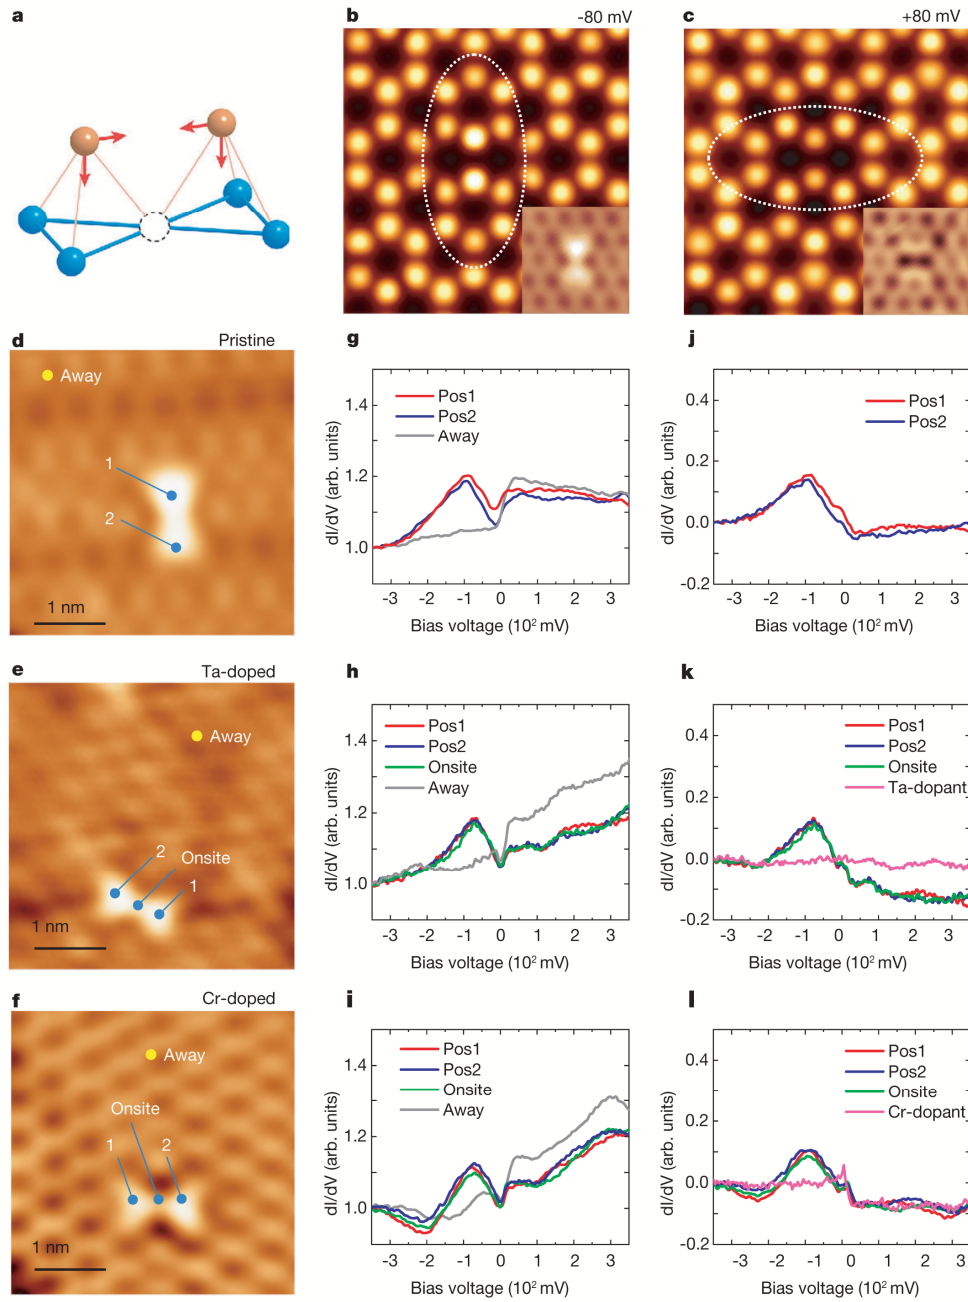 a
b
-80 mV
c
+80 mV
d
Pristine
Away
1
2
1 nm
g
1.4
1.2
1.0
dI/dV (arb. units)
Pos1
Pos2
Away
-3 -2 -1 0 1 2 3
Bias voltage (10² mV)
j
0.4
0.2
0.0
-0.2
dI/dV (arb. units)
Pos1
Pos2
-3 -2 -1 0 1 2 3
Bias voltage (10² mV)
e
Ta-doped
Away
2
Onsite
1
1 nm
h
1.4
1.2
1.0
dI/dV (arb. units)
Pos1
Pos2
Onsite
Away
-3 -2 -1 0 1 2 3
Bias voltage (10² mV)
k
0.4
0.2
0.0
-0.2
dI/dV (arb. units)
Pos1
Pos2
Onsite
Ta-dopant
-3 -2 -1 0 1 2 3
Bias voltage (10² mV)
f
Cr-doped
Away
Onsite
1
2
1 nm
i
1.4
1.2
1.0
dI/dV (arb. units)
Pos1
Pos2
Onsite
Away
-3 -2 -1 0 1 2 3
Bias voltage (10² mV)
l
0.4
0.2
0.0
-0.2
dI/dV (arb. units)
Pos1
Pos2
Onsite
Cr-dopant
-3 -2 -1 0 1 2 3
Bias voltage (10² mV)